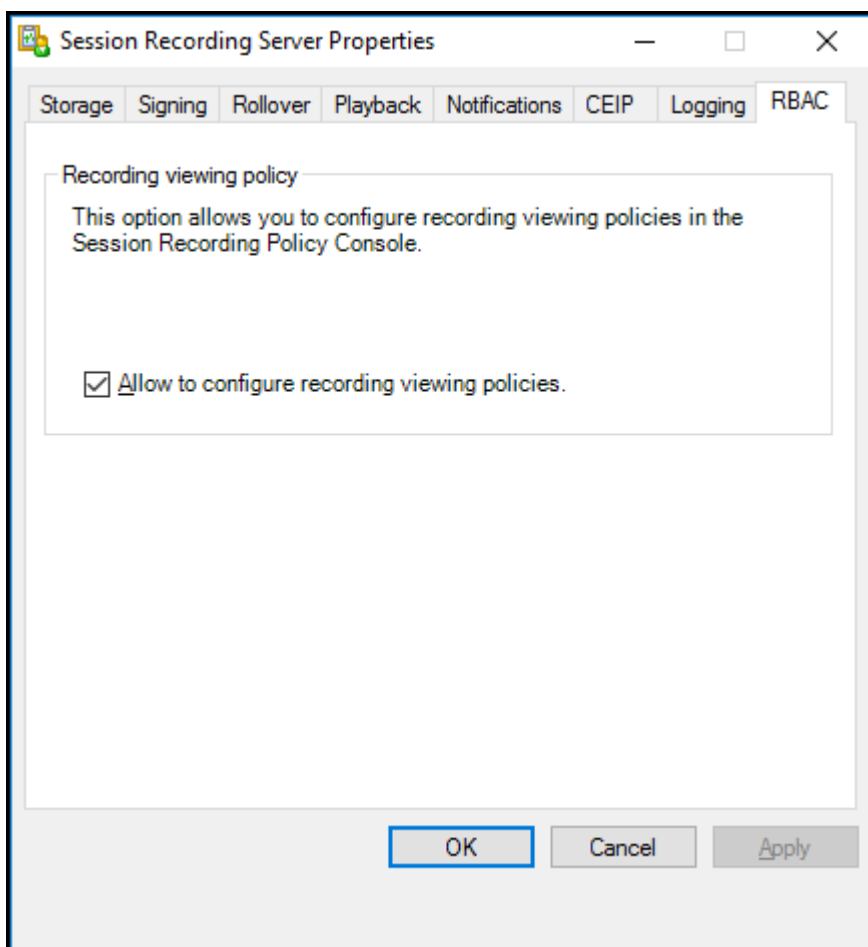 Session Recording Server Properties
Storage Signing Rollover Playback Notifications CEIP Logging RBAC
Recording viewing policy
This option allows you to configure recording viewing policies in the
Session Recording Policy Console.
Allow to configure recording viewing policies.
OK Cancel Apply